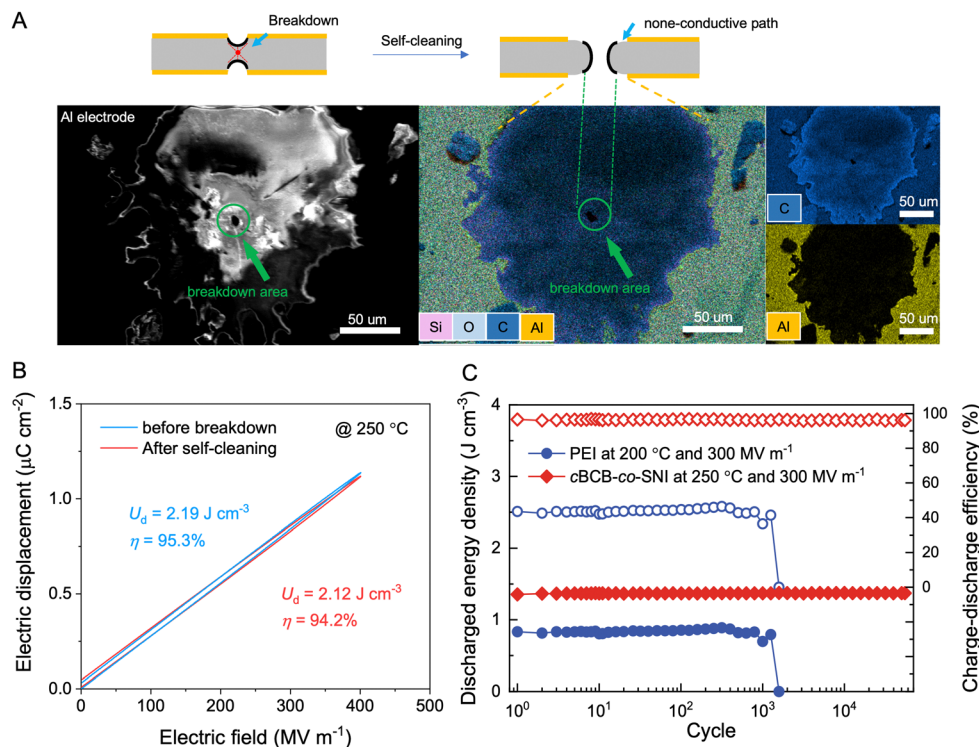 A
Breakdown
none-conductive path
Self-cleaning
Al electrode
breakdown area
50 um
breakdown area
Si O C Al
50 um
C
50 um
Al
50 um
B
1.5
1.0
0.5
0.0
before breakdown
After self-cleaning
@ 250 °C
Ud = 2.19 J cm-3
η = 95.3%
Ud = 2.12 J cm-3
η = 94.2%
0 100 200 300 400 500
Electric field (MV m-1)
Electric displacement (μC cm-2)
C
4
3
2
1
0
PEI at 200 °C and 300 MV m-1
cBCB-co-SNI at 250 °C and 300 MV m-1
100
80
60
40
20
0
10^0 10^1 10^2 10^3 10^4
Cycle
Discharged energy density (J cm-3)
Charge-discharge efficiency (%)